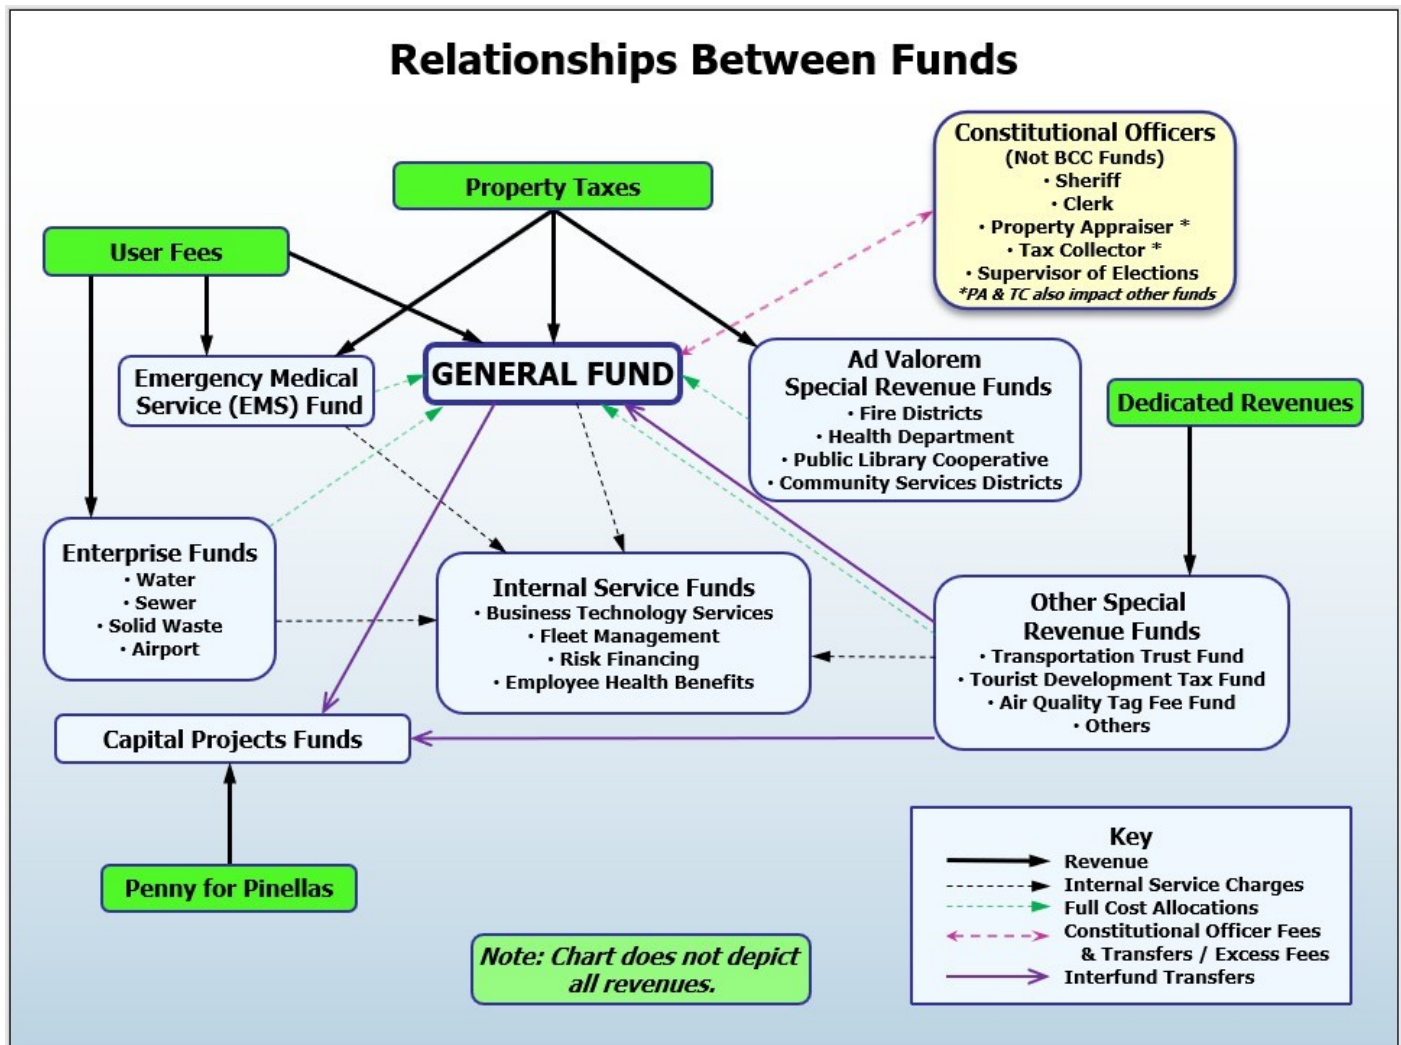 Relationships Between Funds
Constitutional Officers
(Not BCC Funds)
• Sheriff
• Clerk
• Property Appraiser *
• Tax Collector *
• Supervisor of Elections
*PA & TC also impact other funds
Property Taxes
User Fees
Emergency Medical
Service (EMS) Fund
GENERAL FUND
Ad Valorem
Special Revenue Funds
• Fire Districts
• Health Department
• Public Library Cooperative
• Community Services Districts
Dedicated Revenues
Enterprise Funds
• Water
• Sewer
• Solid Waste
• Airport
Internal Service Funds
• Business Technology Services
• Fleet Management
• Risk Financing
• Employee Health Benefits
Other Special
Revenue Funds
• Transportation Trust Fund
• Tourist Development Tax Fund
• Air Quality Tag Fee Fund
• Others
Capital Projects Funds
Penny for Pinellas
Key
Revenue
Internal Service Charges
Full Cost Allocations
Constitutional Officer Fees
& Transfers / Excess Fees
Interfund Transfers
Note: Chart does not depict
all revenues.